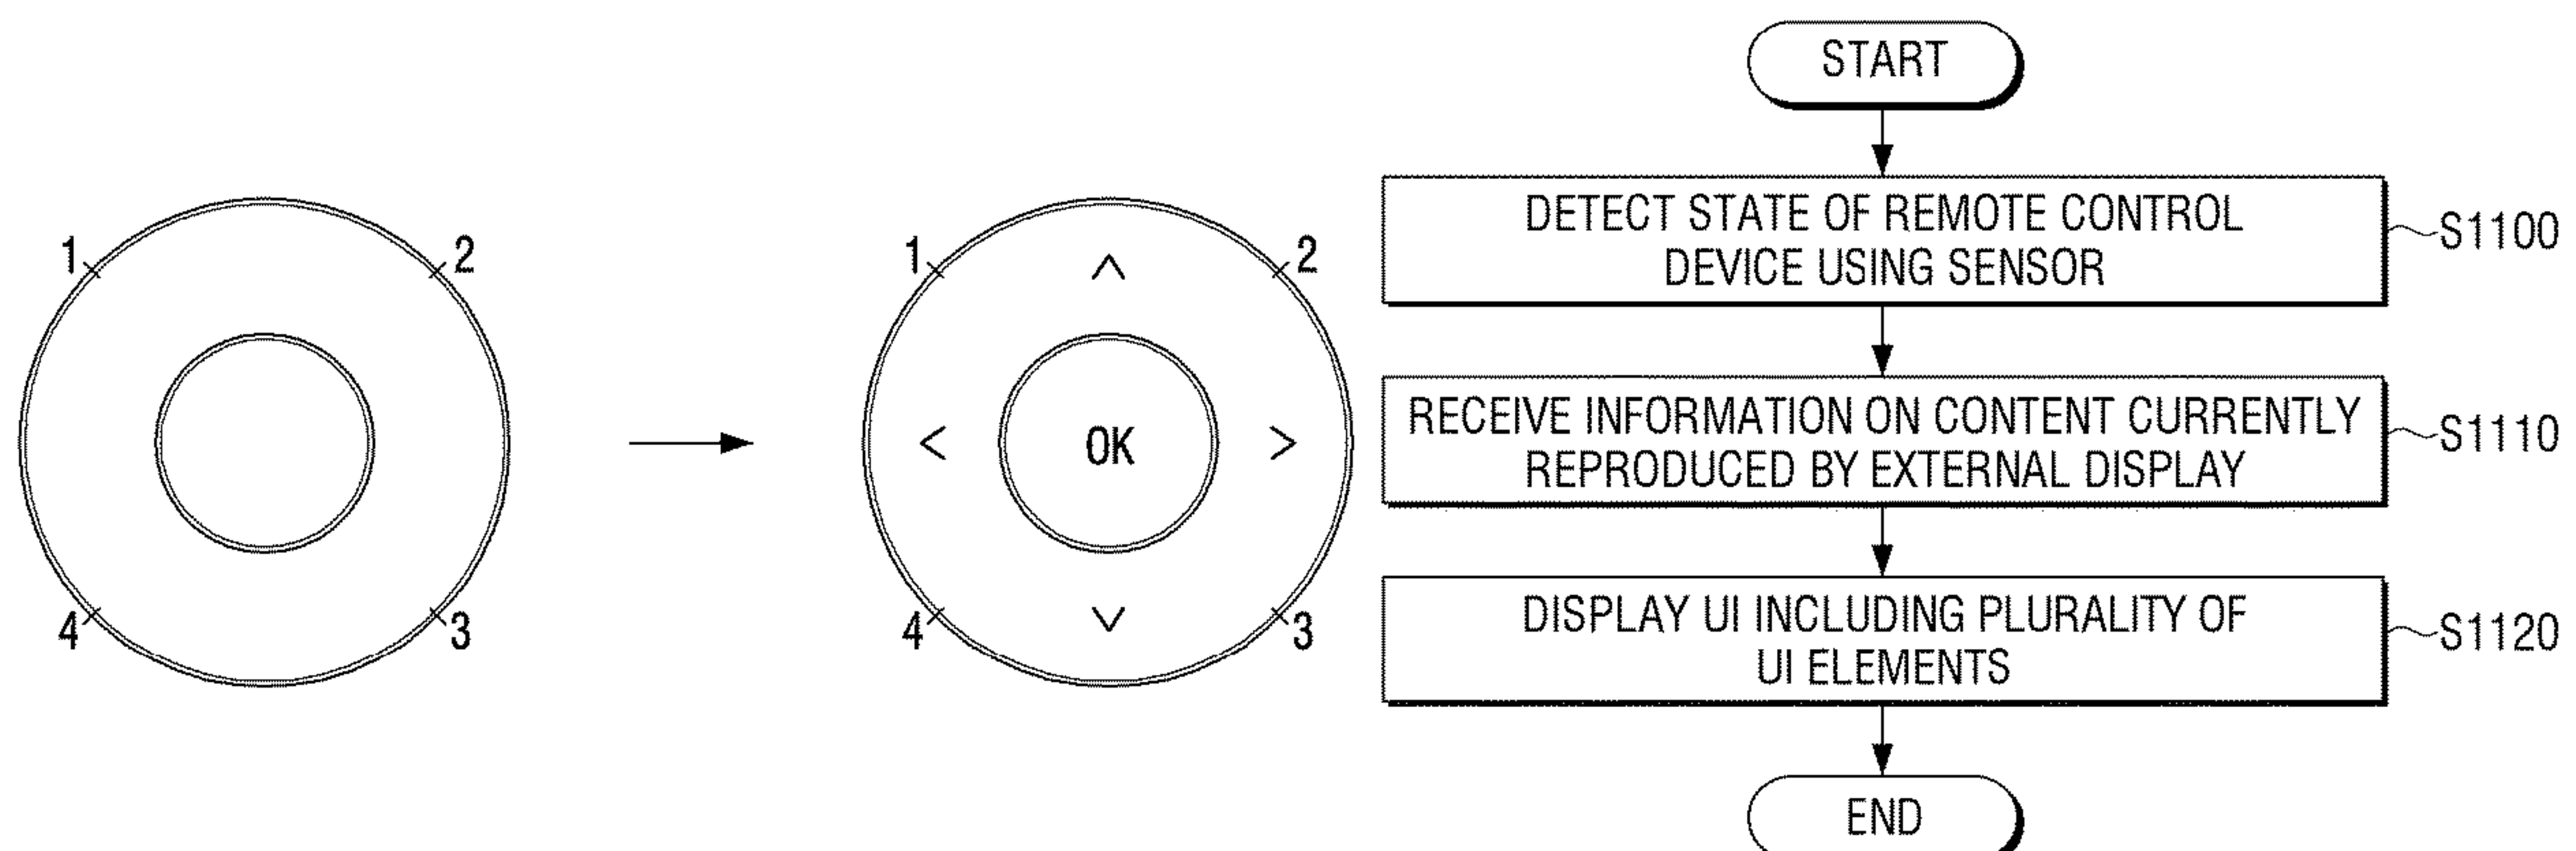 1
2
4
3
1
2
∧
<
OK
>
∨
4
3
START
DETECT STATE OF REMOTE CONTROL
DEVICE USING SENSOR
S1100
RECEIVE INFORMATION ON CONTENT CURRENTLY
REPRODUCED BY EXTERNAL DISPLAY
S1110
DISPLAY UI INCLUDING PLURALITY OF
UI ELEMENTS
S1120
END